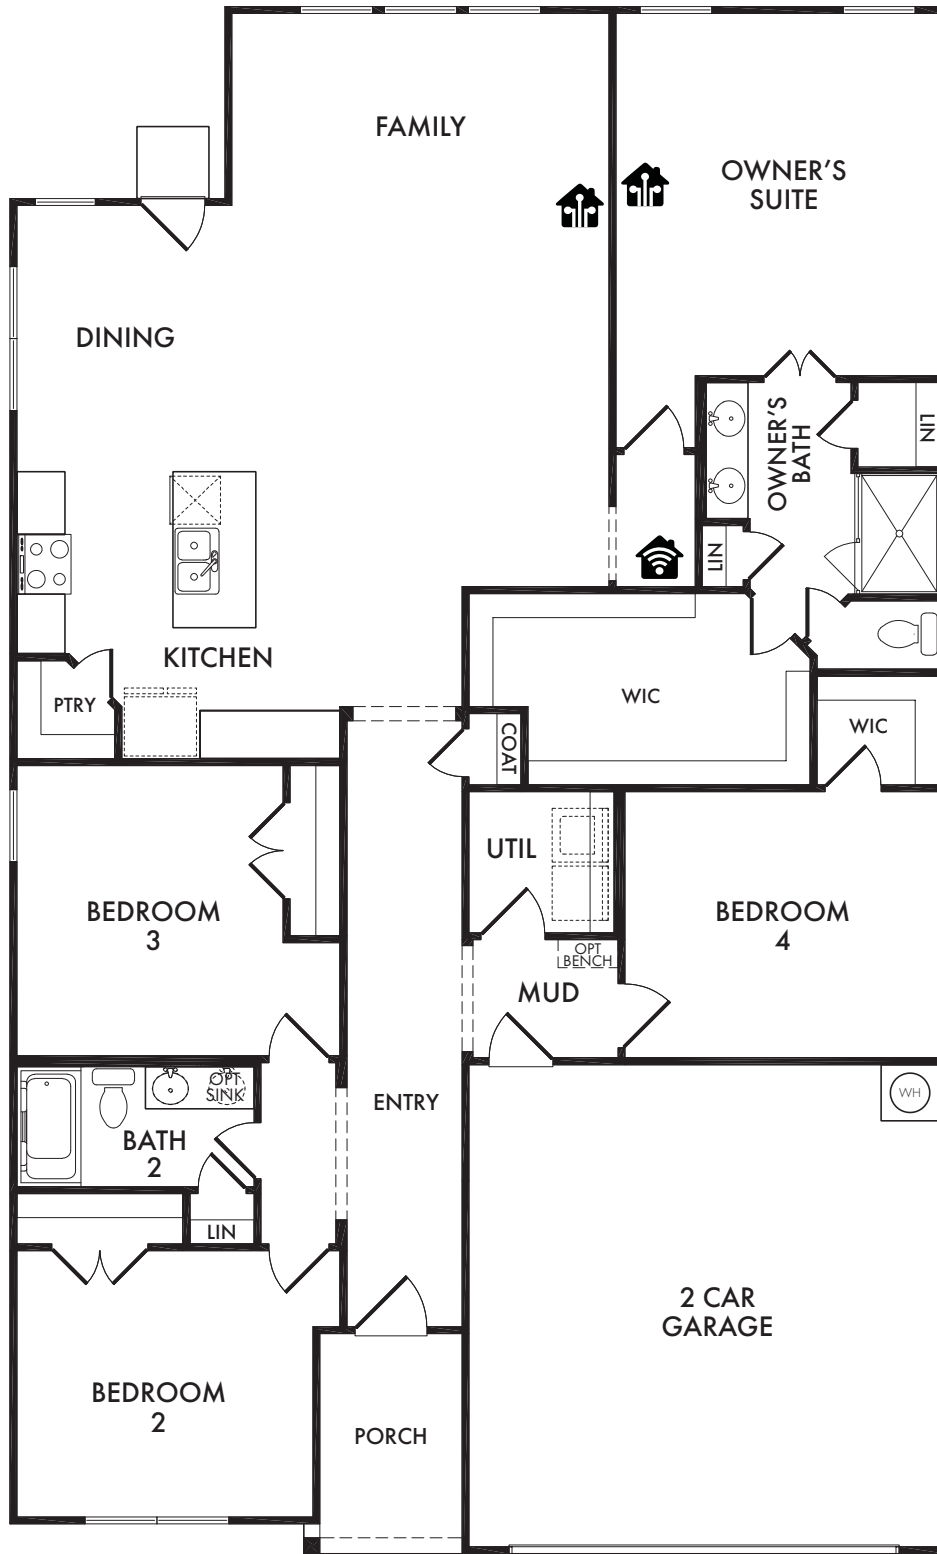 FAMILY
OWNER'S
SUITE
DINING
OWNER'S
BATH
LIN
LIN
KITCHEN
PTRY
WIC
WIC
COAT
UTIL
BEDROOM
3
BEDROOM
4
OPT
BENCH
MUD
OPT
SINK
WH
ENTRY
BATH
2
LIN
2 CAR
GARAGE
BEDROOM
2
PORCH